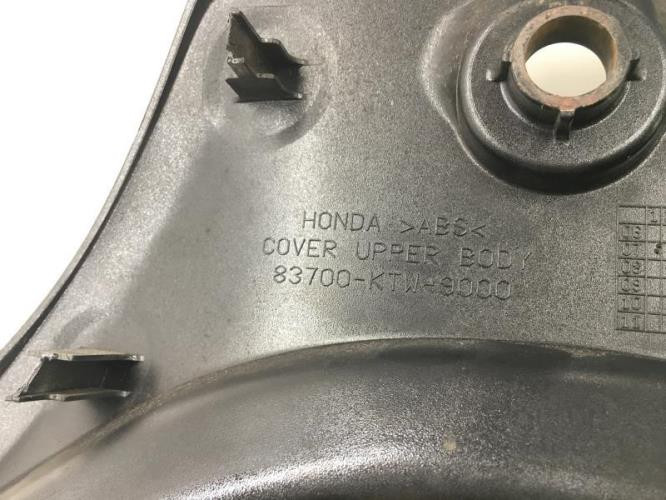 HONDA >ABS<
COVER UPPER BODY
83700-KTW-9000